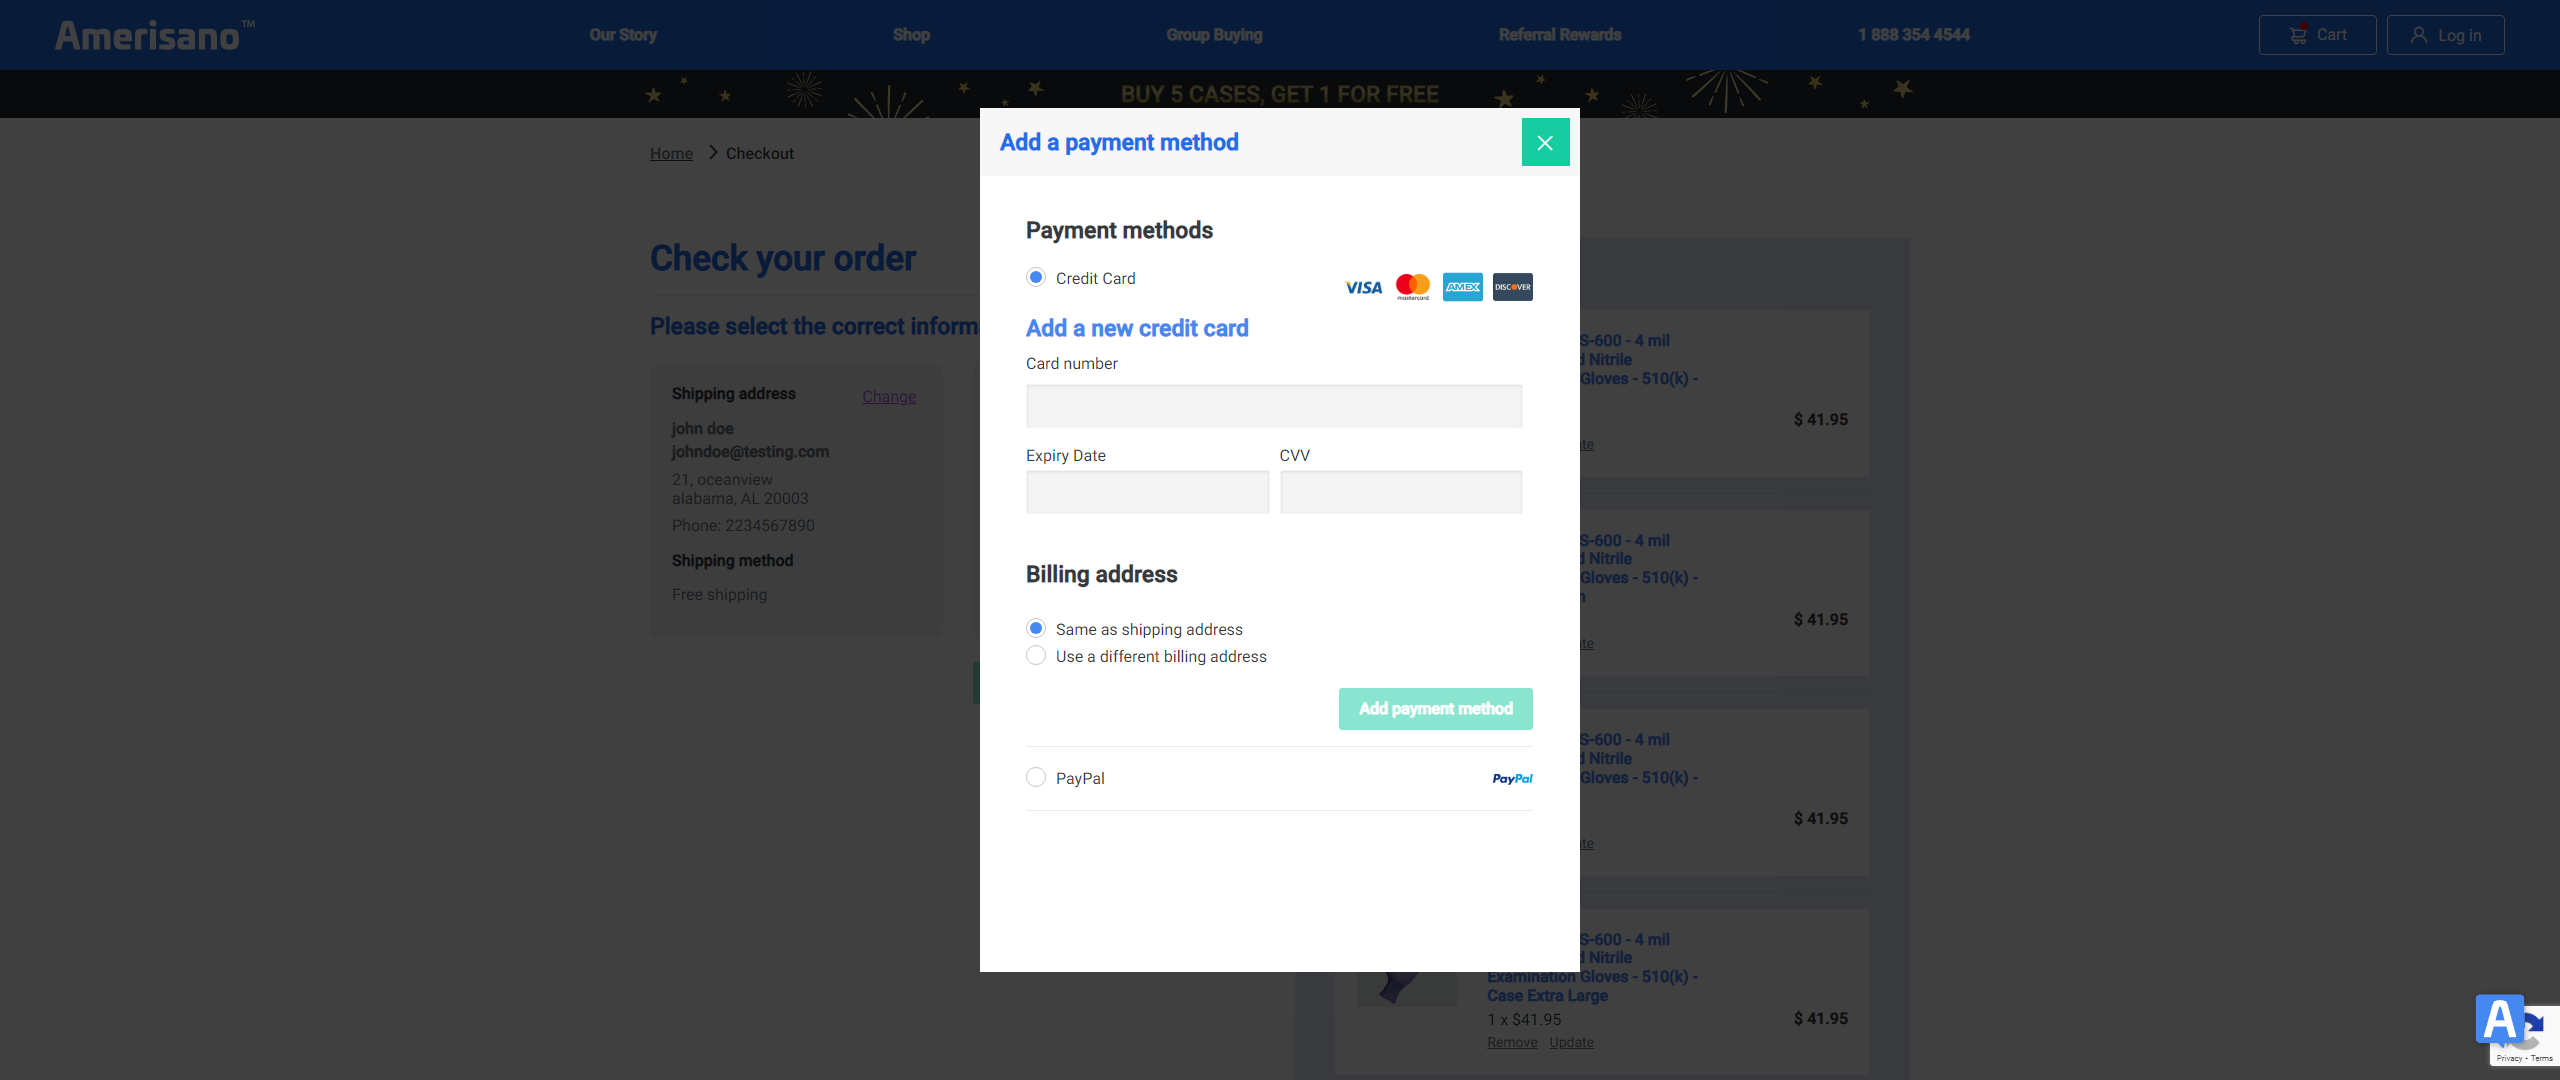 Amerisano™
Our Story
Shop
Group Buying
Referral Rewards
1 888 354 4544
Cart
Log in
BUY 5 CASES, GET 1 FOR FREE
Home
Checkout
Check your order
Please select the correct inform
Shipping address
Change
john doe
johndoe@testing.com
21, oceanview
alabama, AL 20003
Phone: 2234567890
Shipping method
Free shipping
Add a payment method
Payment methods
Credit Card
VISA
mastercard
AMEX
DISCOVER
Add a new credit card
Card number
Expiry Date
CVV
Billing address
Same as shipping address
Use a different billing address
Add payment method
PayPal
PayPal
S-600 - 4 mil
d Nitrile
Gloves - 510(k) -
$ 41.95
te
S-600 - 4 mil
d Nitrile
Gloves - 510(k) -
$ 41.95
te
S-600 - 4 mil
d Nitrile
Gloves - 510(k) -
$ 41.95
te
S-600 - 4 mil
d Nitrile
Examination Gloves - 510(k) -
Case Extra Large
1 x $41.95
$ 41.95
Remove
Update
A
Privacy - Terms